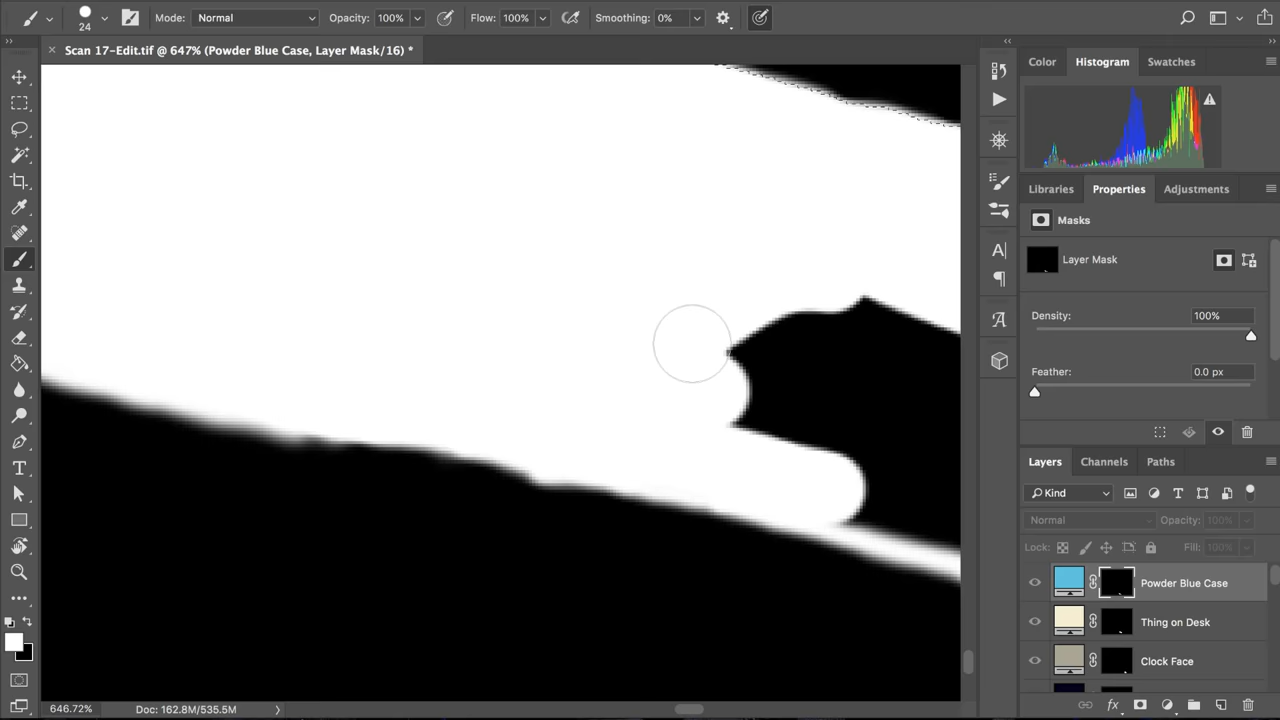 24
Mode: Normal
Opacity: 100%
Flow: 100%
Smoothing: 0%
Scan 17-Edit.tif @ 647% (Powder Blue Case, Layer Mask/16) *
Color
Histogram
Swatches
Libraries
Properties
Adjustments
Masks
Layer Mask
Density: 100%
Feather: 0.0 px
Layers
Channels
Paths
Kind
Normal
Opacity: 100%
Lock:
Fill: 100%
Powder Blue Case
Thing on Desk
Clock Face
fx
646.72%
Doc: 162.8M/535.5M